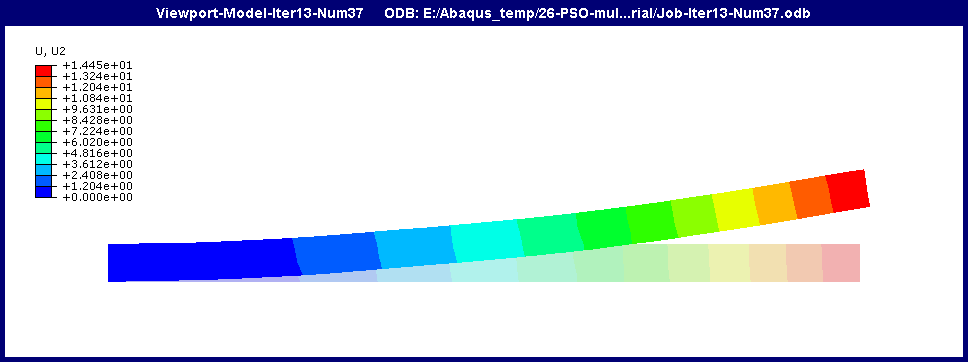 Viewport-Model-Iter13-Num37 ODB: E:/Abaqus_temp/26-PSO-mul...rial/Job-Iter13-Num37.odb
U, U2
+1.445e+01
+1.324e+01
+1.204e+01
+1.084e+01
+9.631e+00
+8.428e+00
+7.224e+00
+6.020e+00
+4.816e+00
+3.612e+00
+2.408e+00
+1.204e+00
+0.000e+00